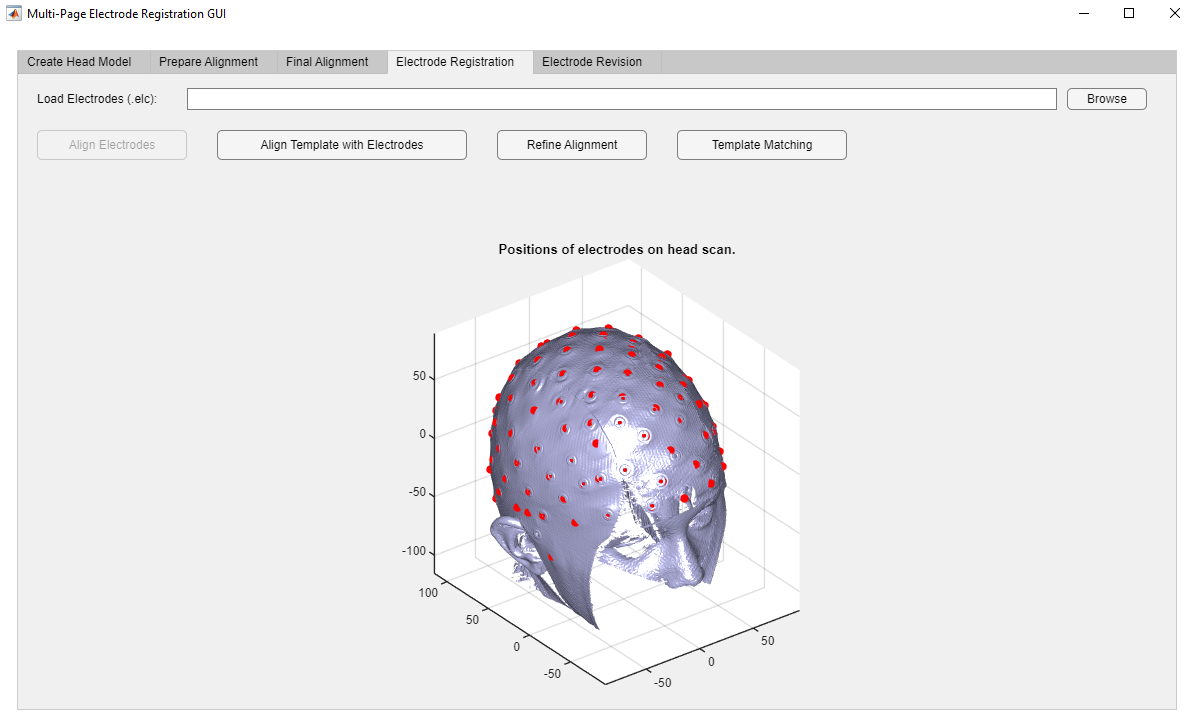 Multi-Page Electrode Registration GUI
Create Head Model Prepare Alignment Final Alignment Electrode Registration Electrode Revision
Load Electrodes (.elc): Browse
Align Electrodes Align Template with Electrodes Refine Alignment Template Matching
Positions of electrodes on head scan.
50
0
-50
-100
100
50
0
-50
-50
0
50